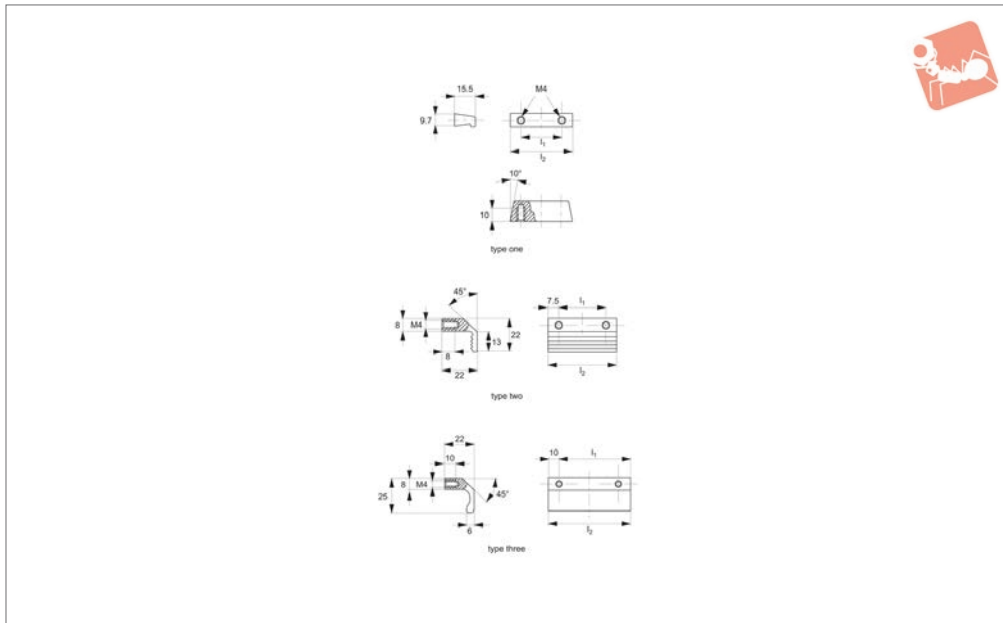 15.5
M4
9.7
l₁
l₂
10°
10
type one
45°
7.5
l₁
8
M4
22
13
8
22
l₂
type two
22
10
10
l₁
8
M4
25
45°
6
l₂
type three